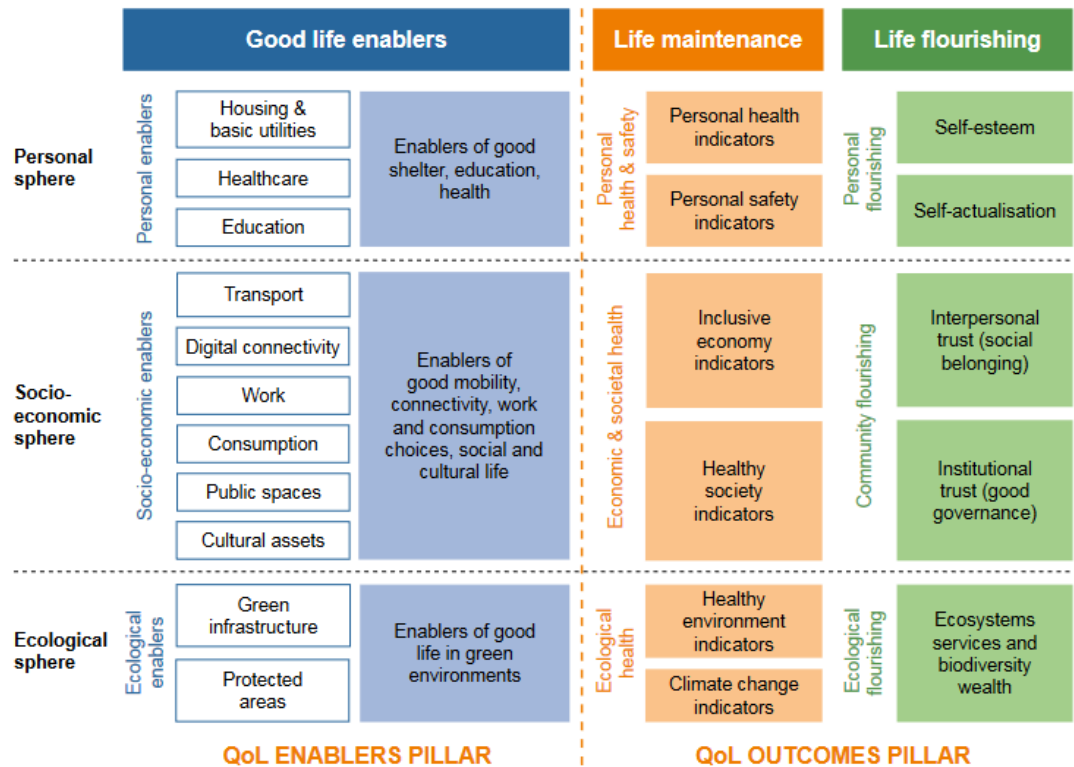 Good life enablers
Life maintenance
Life flourishing
Personal
sphere
Personal enablers
Housing &
basic utilities
Healthcare
Education
Enablers of good
shelter, education,
health
Personal
health & safety
Personal health
indicators
Personal safety
indicators
Personal
flourishing
Self-esteem
Self-actualisation
Socio-
economic
sphere
Socio-economic enablers
Transport
Digital connectivity
Work
Consumption
Public spaces
Cultural assets
Enablers of
good mobility,
connectivity, work
and consumption
choices, social and
cultural life
Economic & societal health
Inclusive
economy
indicators
Healthy
society
indicators
Community flourishing
Interpersonal
trust (social
belonging)
Institutional
trust (good
governance)
Ecological
sphere
Ecological
enablers
Green
infrastructure
Protected
areas
Enablers of good
life in green
environments
Ecological
health
Healthy
environment
indicators
Climate change
indicators
Ecological
flourishing
Ecosystems
services and
biodiversity
wealth
QoL ENABLERS PILLAR
QoL OUTCOMES PILLAR